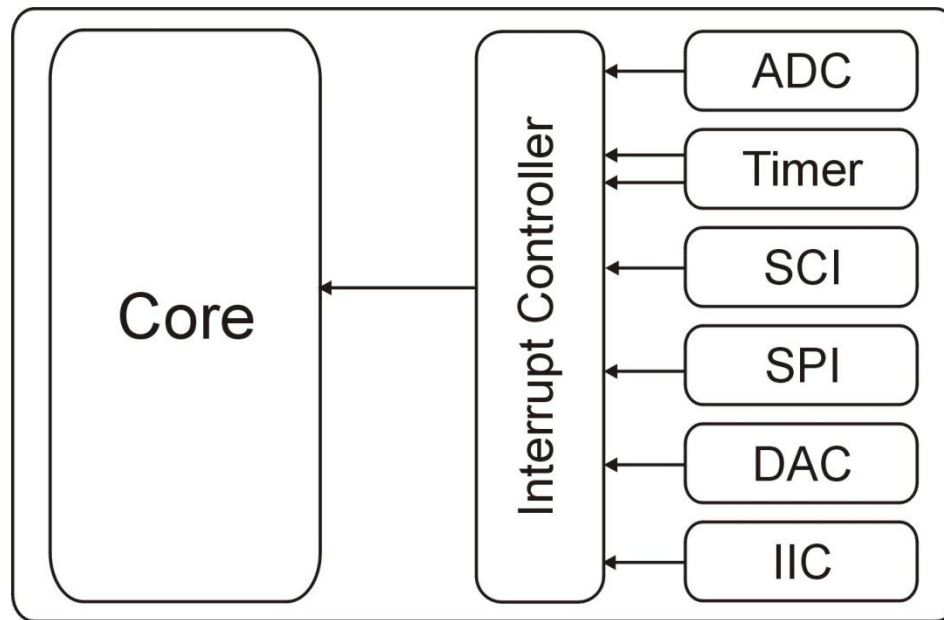 Core
Interrupt Controller
ADC
Timer
SCI
SPI
DAC
IIC